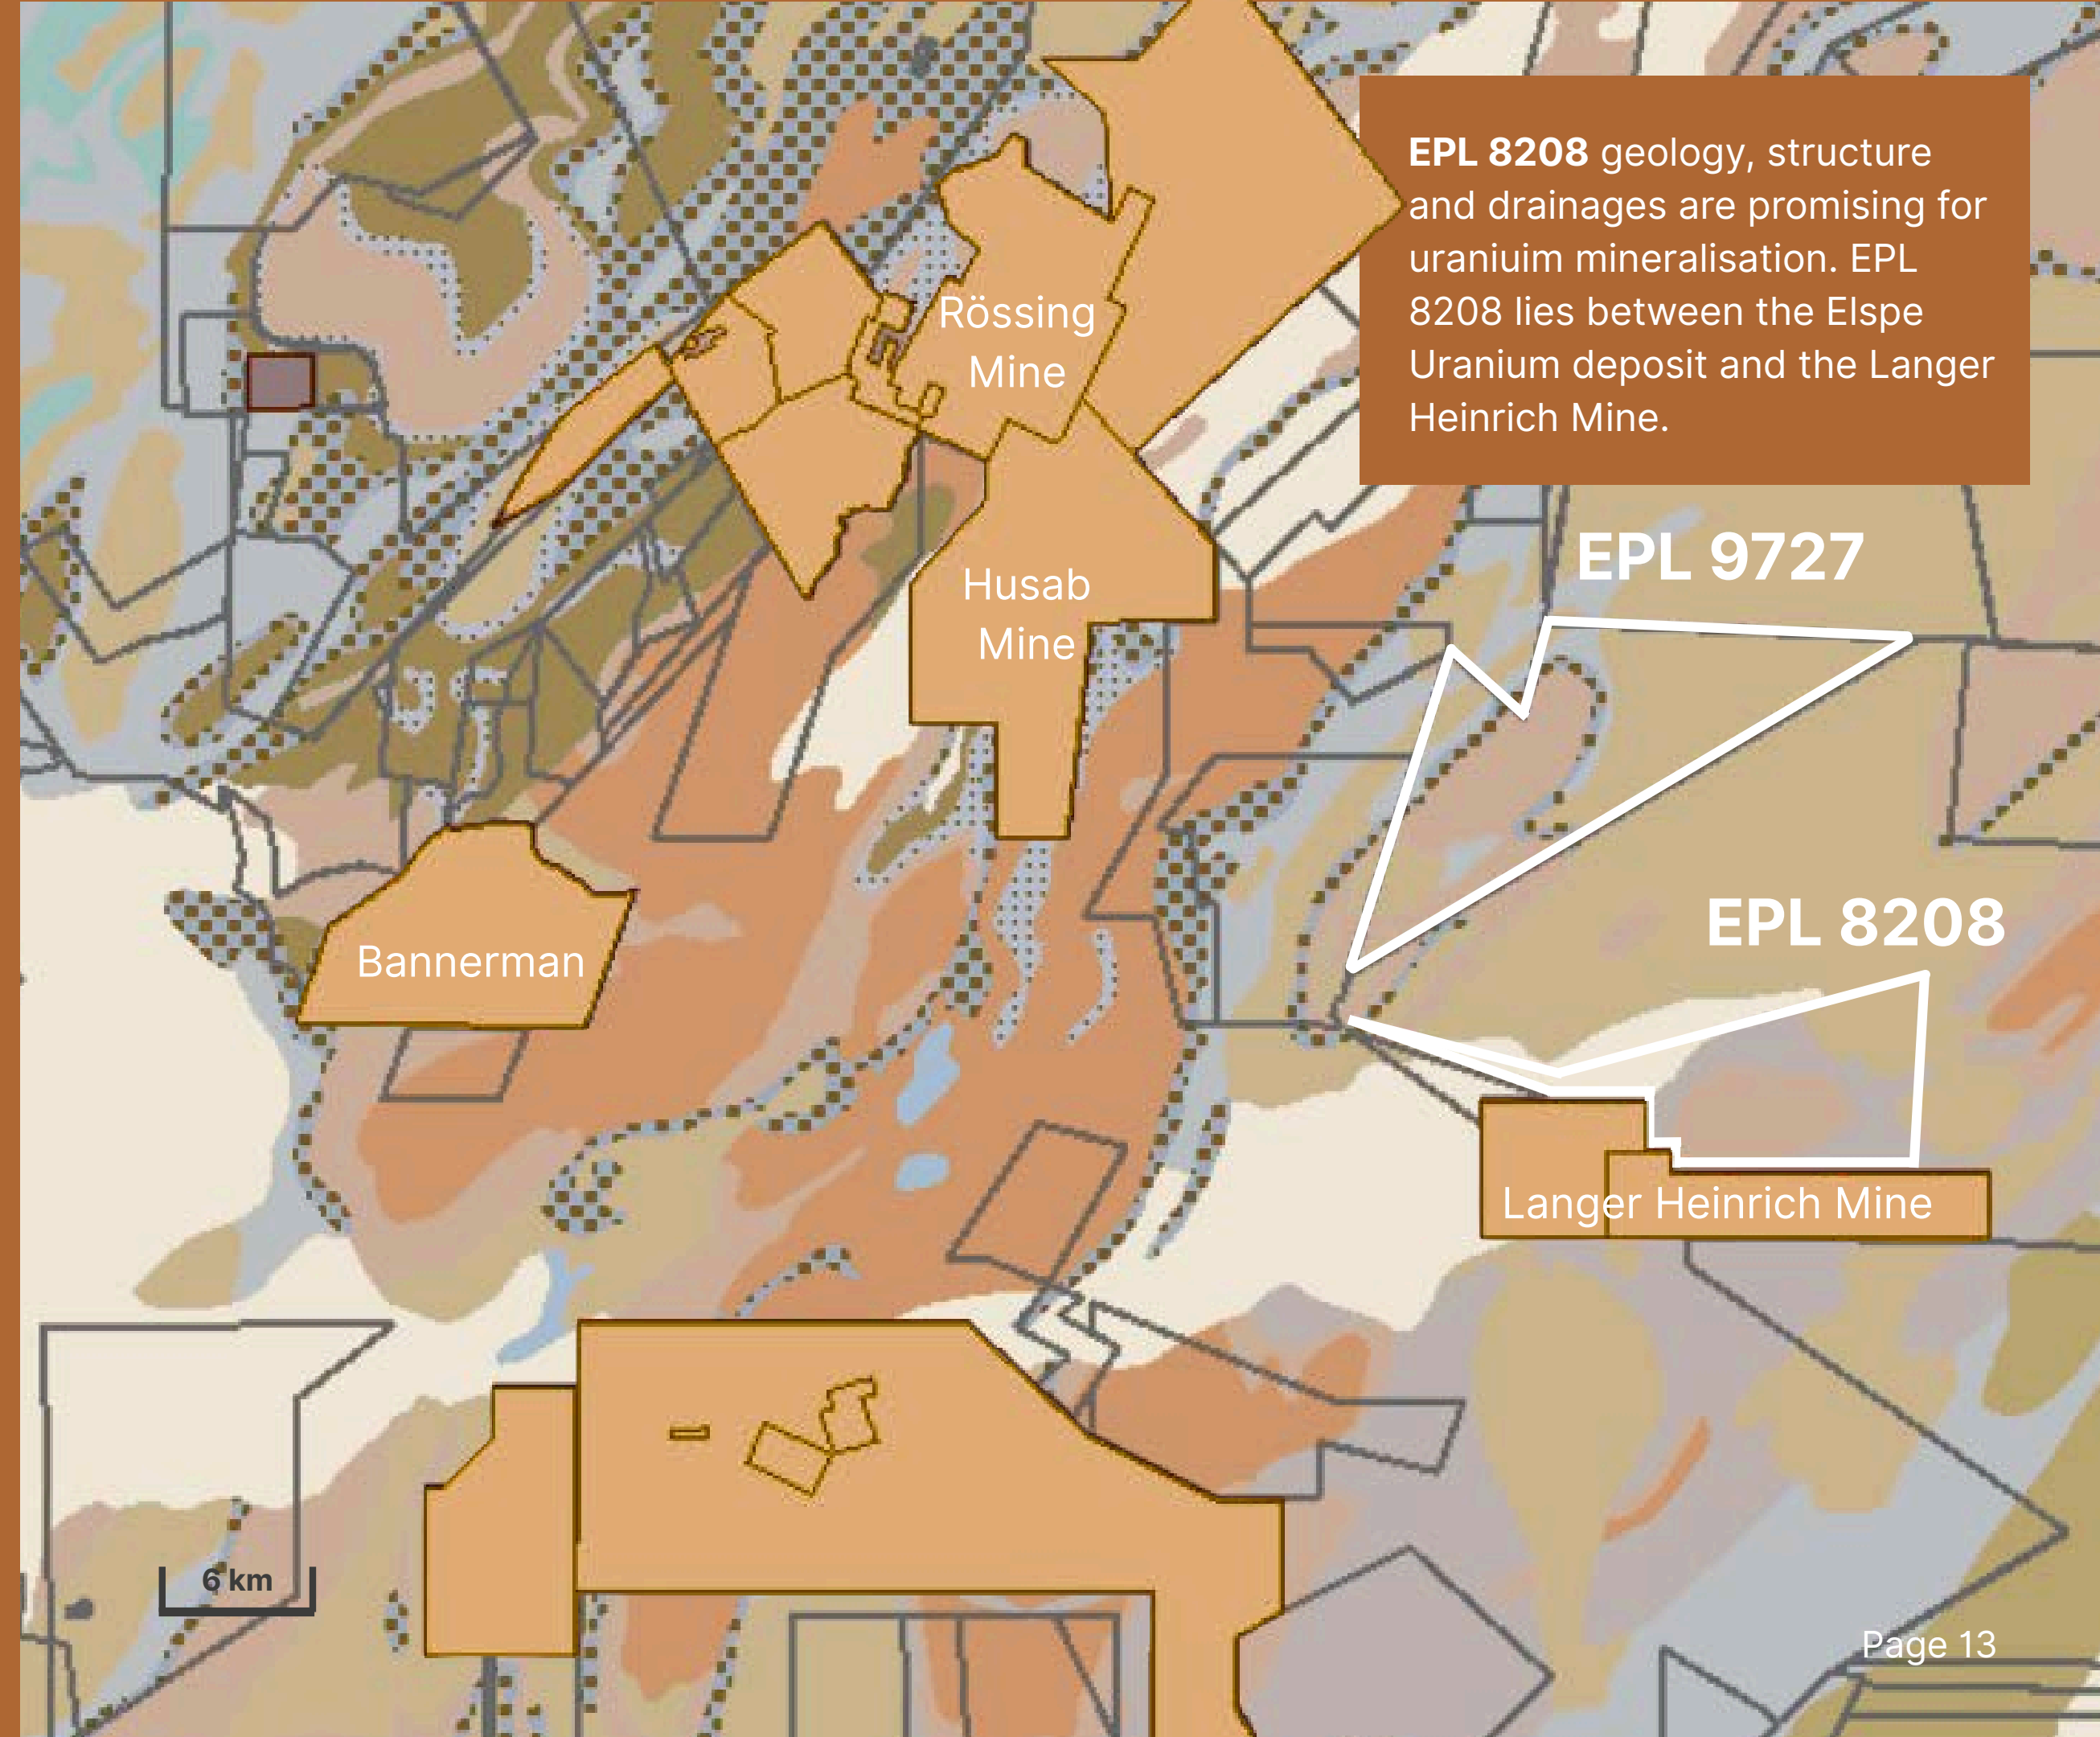 EPL 8208 geology, structure
and drainages are promising for
uraniuim mineralisation. EPL
8208 lies between the Elspe
Uranium deposit and the Langer
Heinrich Mine.
Rössing
Mine
Husab
Mine
EPL 9727
EPL 8208
Bannerman
Langer Heinrich Mine
6 km
Page 13